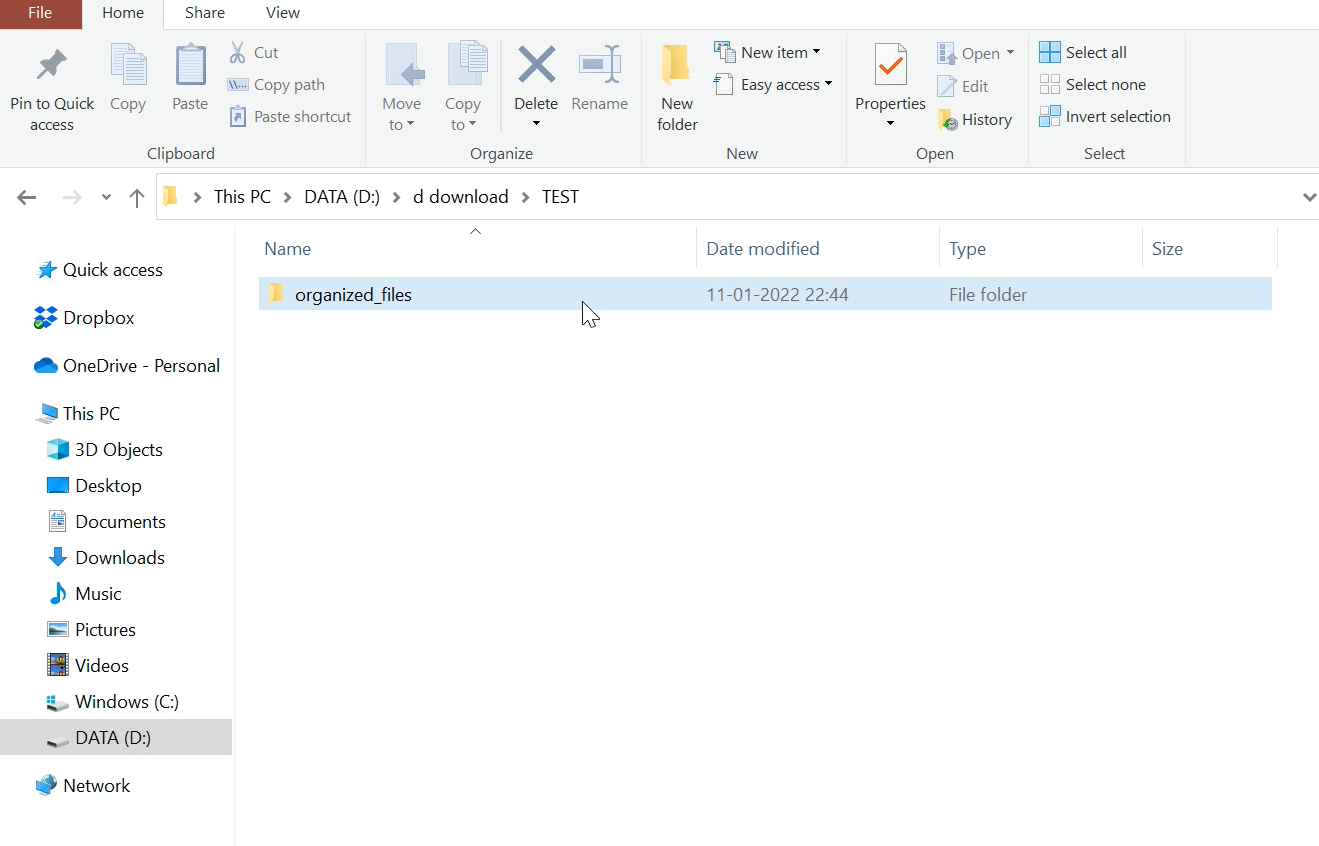 File Home Share View
Pin to Quick access
Copy
Paste
Cut
Copy path
Paste shortcut
Clipboard
Move to
Copy to
Delete
Rename
Organize
New folder
New item
Easy access
New
Properties
Open
Edit
History
Open
Select all
Select none
Invert selection
Select
This PC DATA (D:) d download TEST
Name Date modified Type Size
organized_files 11-01-2022 22:44 File folder
Quick access
Dropbox
OneDrive - Personal
This PC
3D Objects
Desktop
Documents
Downloads
Music
Pictures
Videos
Windows (C:)
DATA (D:)
Network